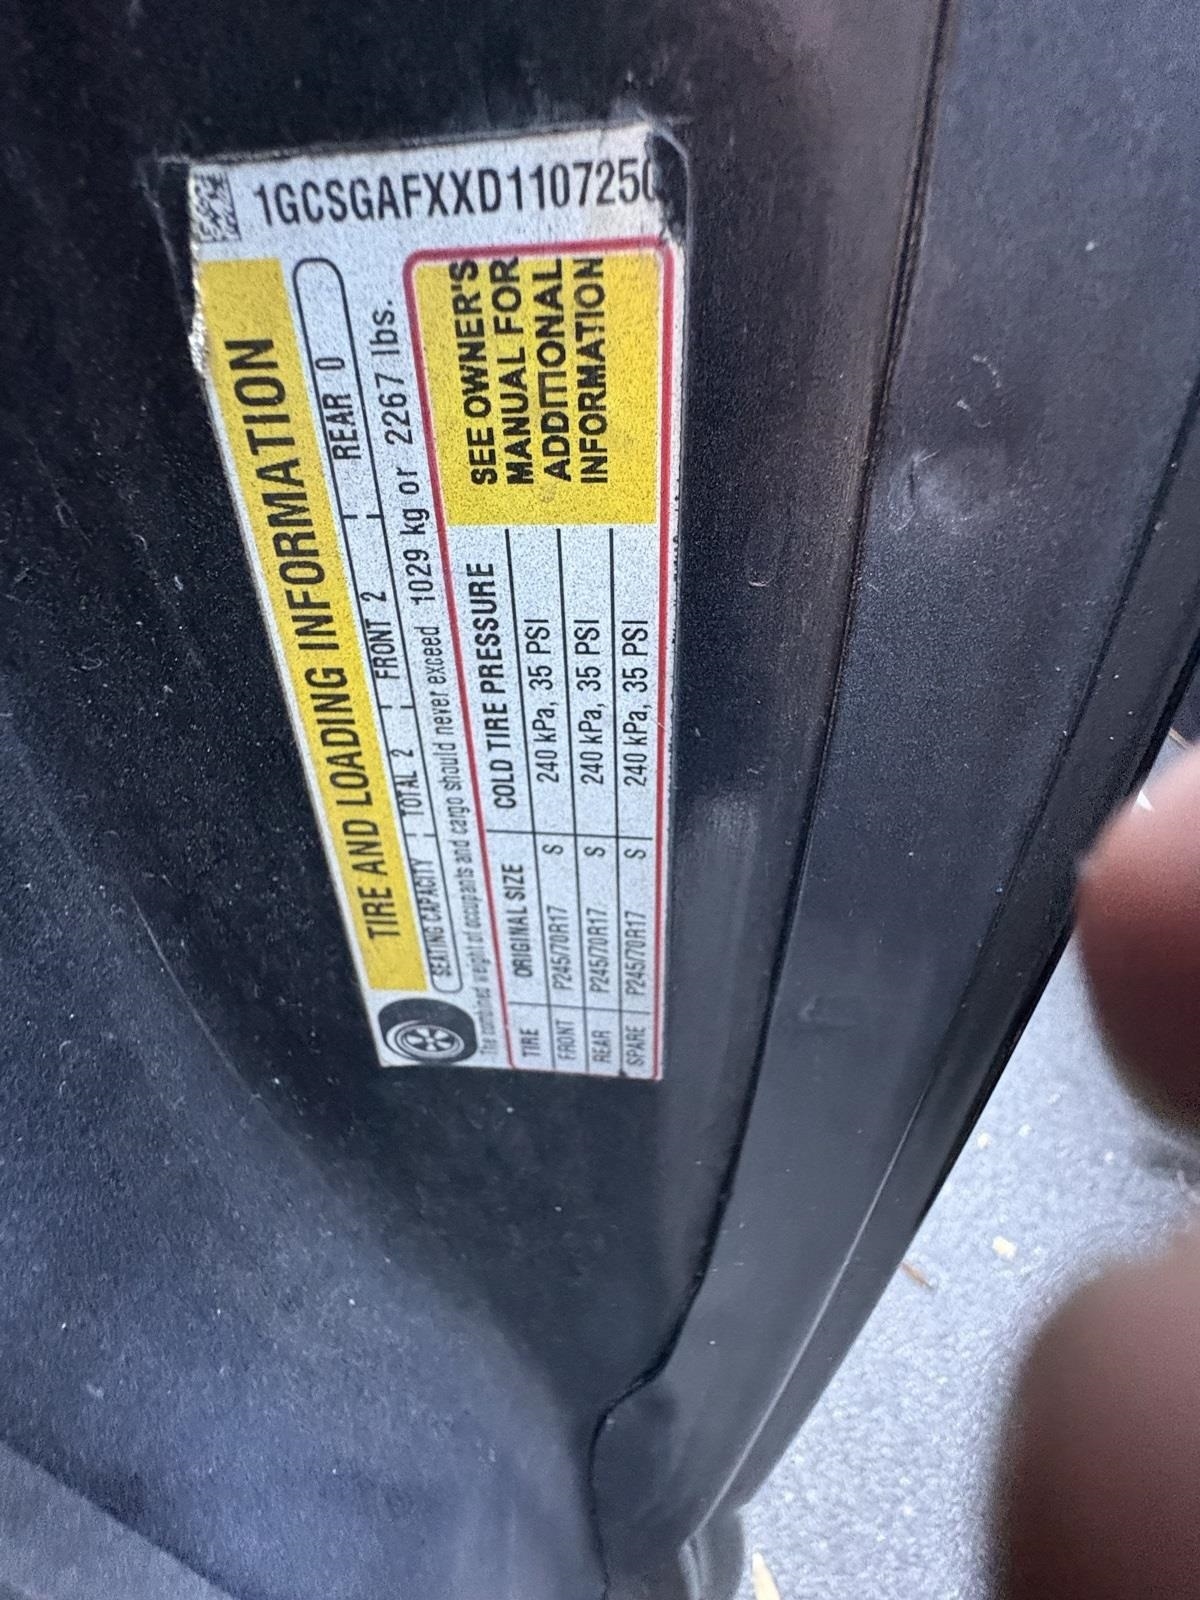 1GCSGAFXXD1107250
TIRE AND LOADING INFORMATION
SEATING CAPACITY TOTAL 2 FRONT 2 REAR 0
The combined weight of occupants and cargo should never exceed 1029 kg or 2267 lbs.
TIRE ORIGINAL SIZE COLD TIRE PRESSURE
FRONT P245/70R17 S 240 kPa, 35 PSI
REAR P245/70R17 S 240 kPa, 35 PSI
SPARE P245/70R17 S 240 kPa, 35 PSI
SEE OWNER'S
MANUAL FOR
ADDITIONAL
INFORMATION